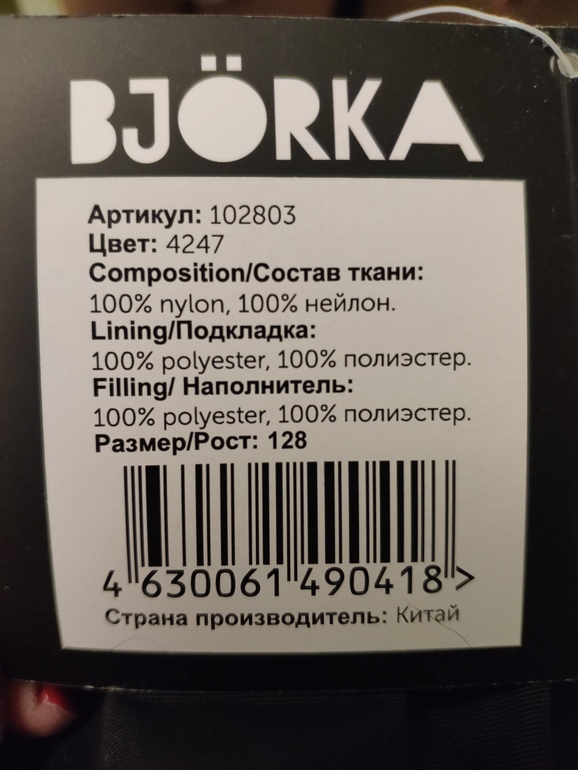 BJÖRKA
Артикул: 102803
Цвет: 4247
Composition/Состав ткани:
100% nylon, 100% нейлон.
Lining/Подкладка:
100% polyester, 100% полиэстер.
Filling/ Наполнитель:
100% polyester, 100% полиэстер.
Размер/Рост: 128
4 630061 490418 >
Страна производитель: Китай